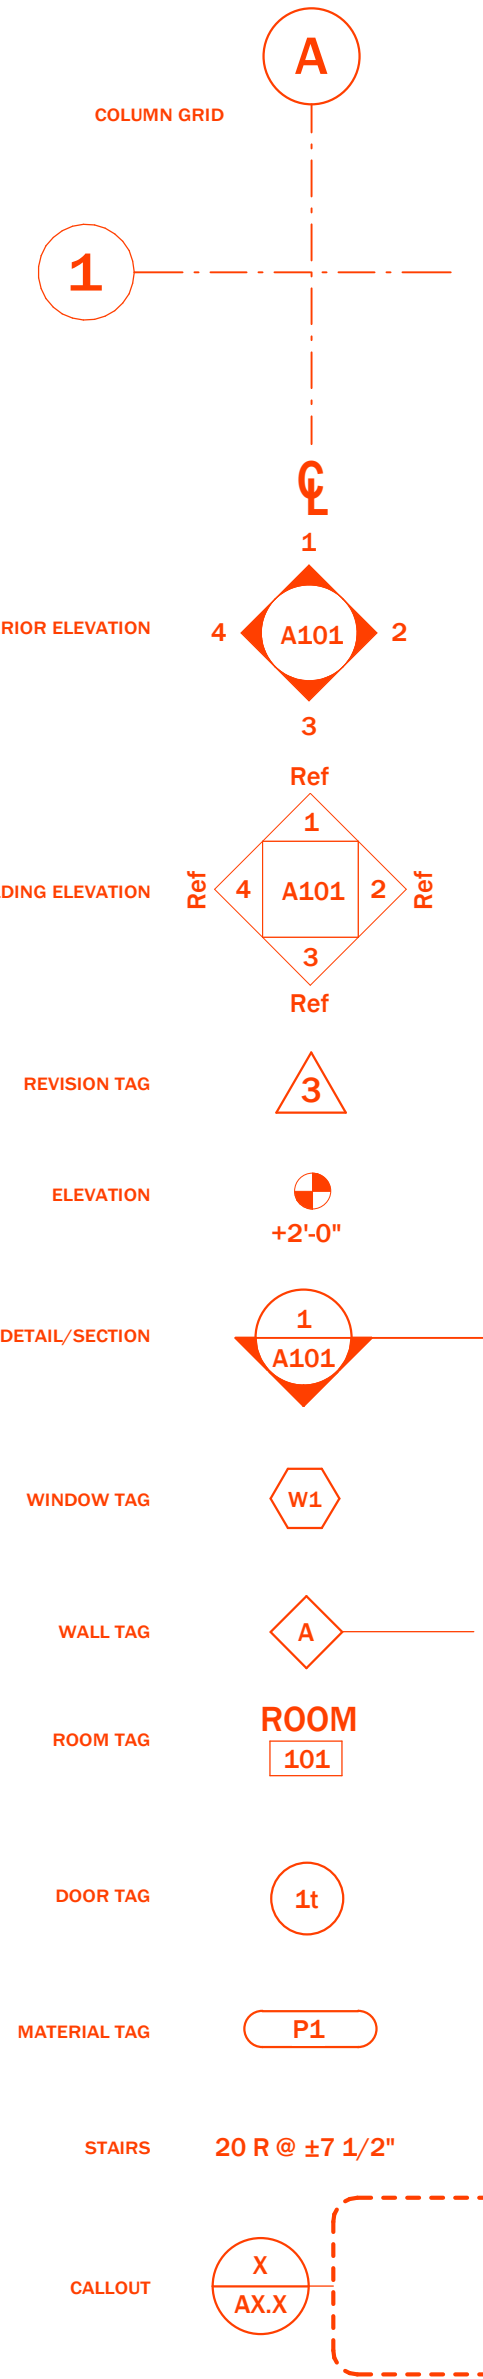 A
COLUMN GRID
1
℄
1
RIOR ELEVATION
4
A101
2
3
Ref
1
DING ELEVATION
Ref
4
A101
2
Ref
3
Ref
REVISION TAG
3
ELEVATION
+2'-0"
1
DETAIL/SECTION
A101
WINDOW TAG
W1
WALL TAG
A
ROOM
ROOM TAG
101
DOOR TAG
1t
MATERIAL TAG
P1
STAIRS
20 R @ ±7 1/2"
X
CALLOUT
AX.X